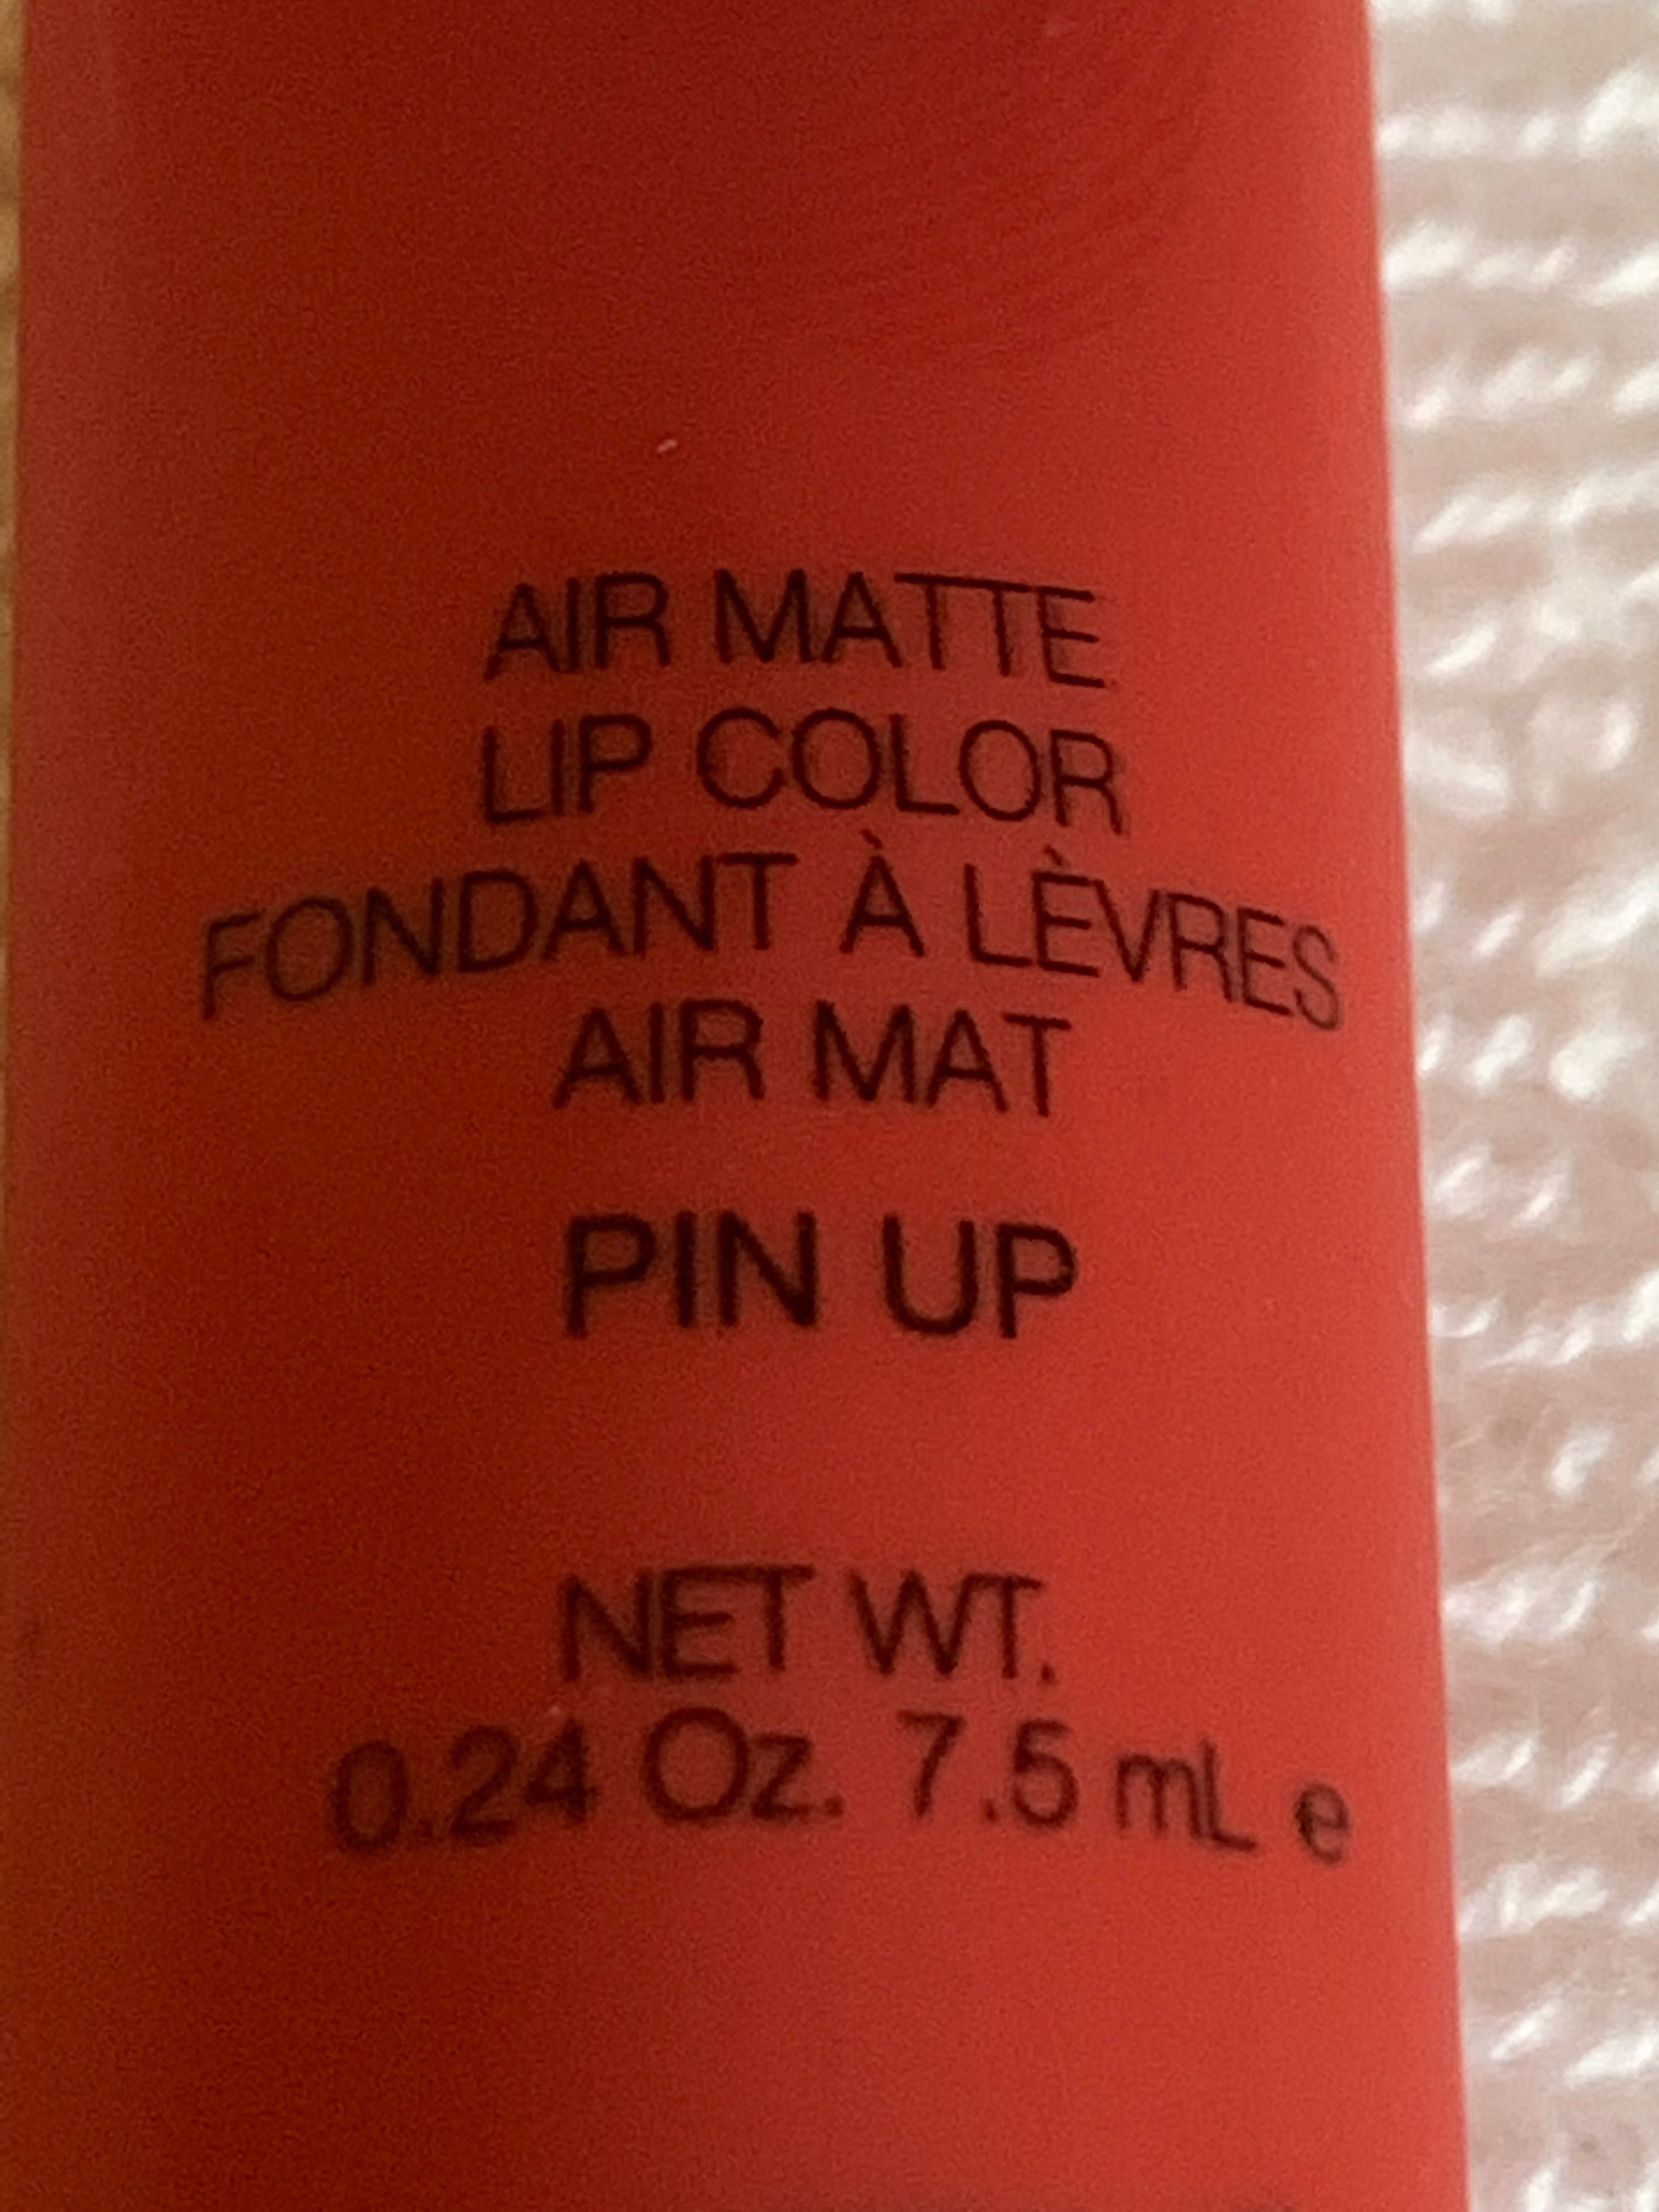 AIR MATTE
LIP COLOR
FONDANT À LÈVRES
AIR MAT
PIN UP
NET WT.
0.24 Oz. 7.5 mL e